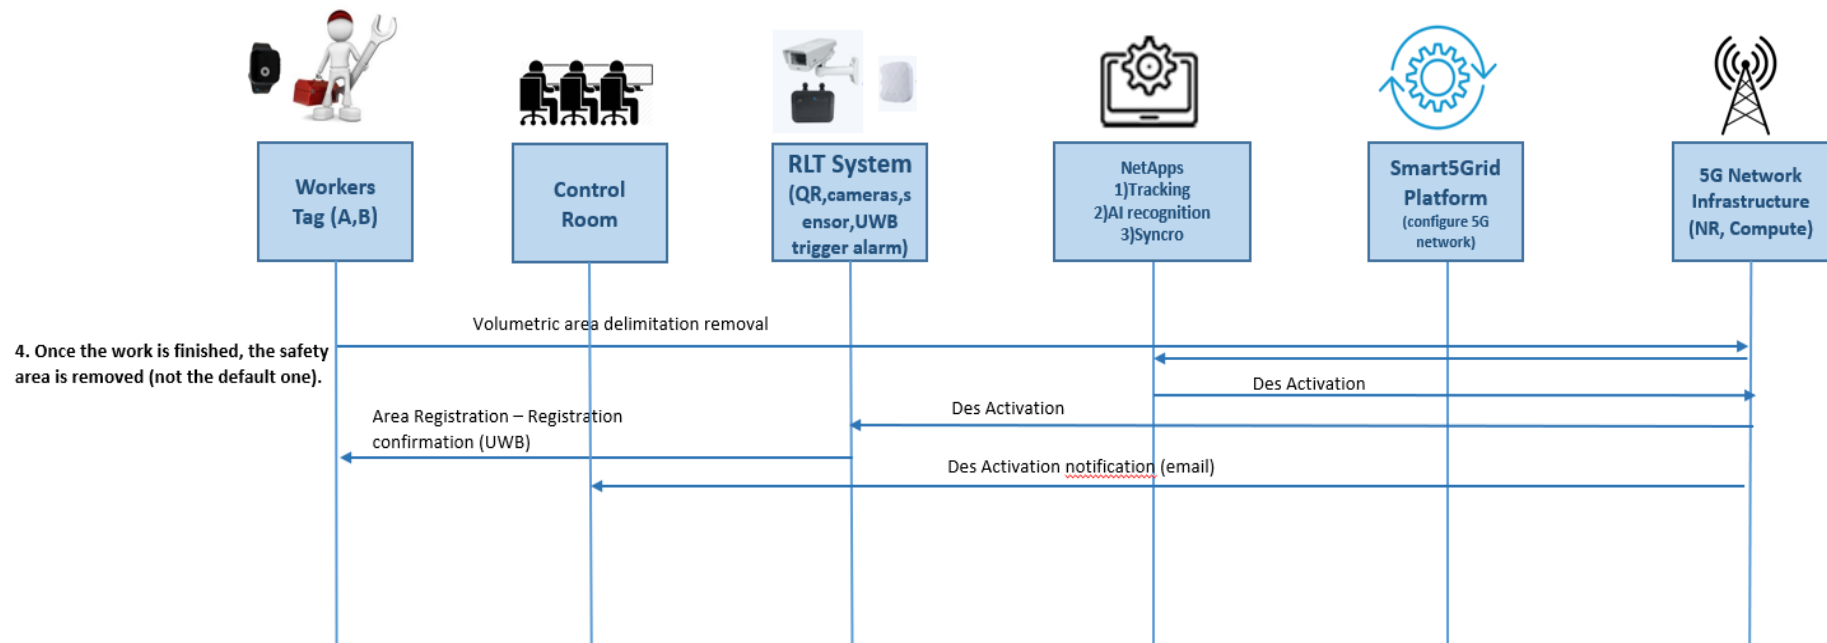 Workers
Tag (A,B)
Control
Room
RLT System
(QR,cameras,s
ensor,UWB
trigger alarm)
NetApps
1)Tracking
2)AI recognition
3)Syncro
Smart5Grid
Platform
(configure 5G
network)
5G Network
Infrastructure
(NR, Compute)
Volumetric area delimitation removal
4. Once the work is finished, the safety
area is removed (not the default one).
Des Activation
Des Activation
Area Registration – Registration
confirmation (UWB)
Des Activation notification (email)